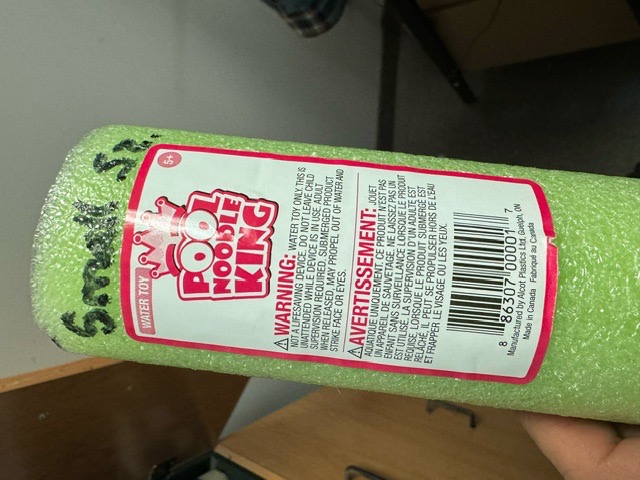 Small 52.
5+
WATER TOY
POOL
NOODLE
KING
WARNING: WATER TOY ONLY. THIS IS
NOT A LIFESAVING DEVICE. DO NOT LEAVE CHILD
UNATTENDED WHILE DEVICE IS IN USE. ADULT
SUPERVISION REQUIRED. SUBMERGED PRODUCT,
WHEN RELEASED, MAY PROPEL OUT OF WATER AND
STRIKE FACE OR EYES.
AVERTISSEMENT: JOUET
AQUATIQUE UNIQUEMENT. LE PRODUIT N'EST PAS
UN APPAREIL DE SAUVETAGE. NE LAISSEZ PAS UN
ENFANT SANS SURVEILLANCE LORSQUE LE PRODUIT
EST UTILISÉ. LA SUPERVISION D'UN ADULTE EST
REQUISE. LORSQUE LE PRODUIT SUBMERGÉ EST
RELÂCHÉ, IL PEUT SE PROPULSER HORS DE L'EAU
ET FRAPPER LE VISAGE OU LES YEUX.
8 86307 00001 7
Manufactured by Alcot Plastics Ltd, Guelph, ON
Made in Canada Fabriqué au Canada